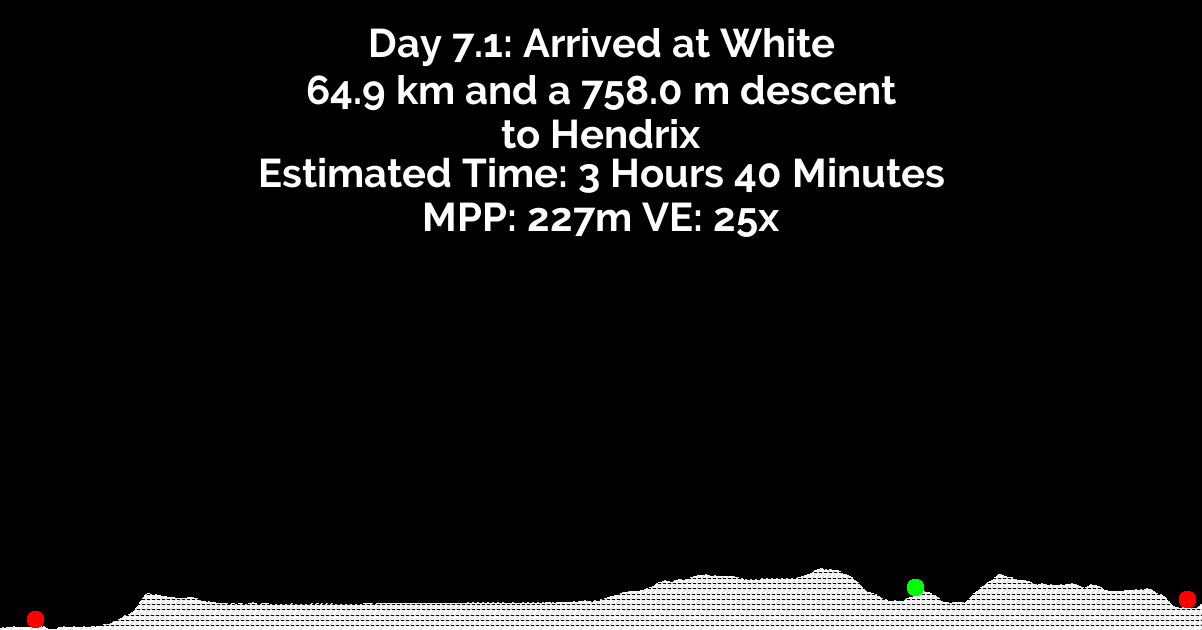 Day 7.1: Arrived at White
64.9 km and a 758.0 m descent
to Hendrix
Estimated Time: 3 Hours 40 Minutes
MPP: 227m VE: 25x